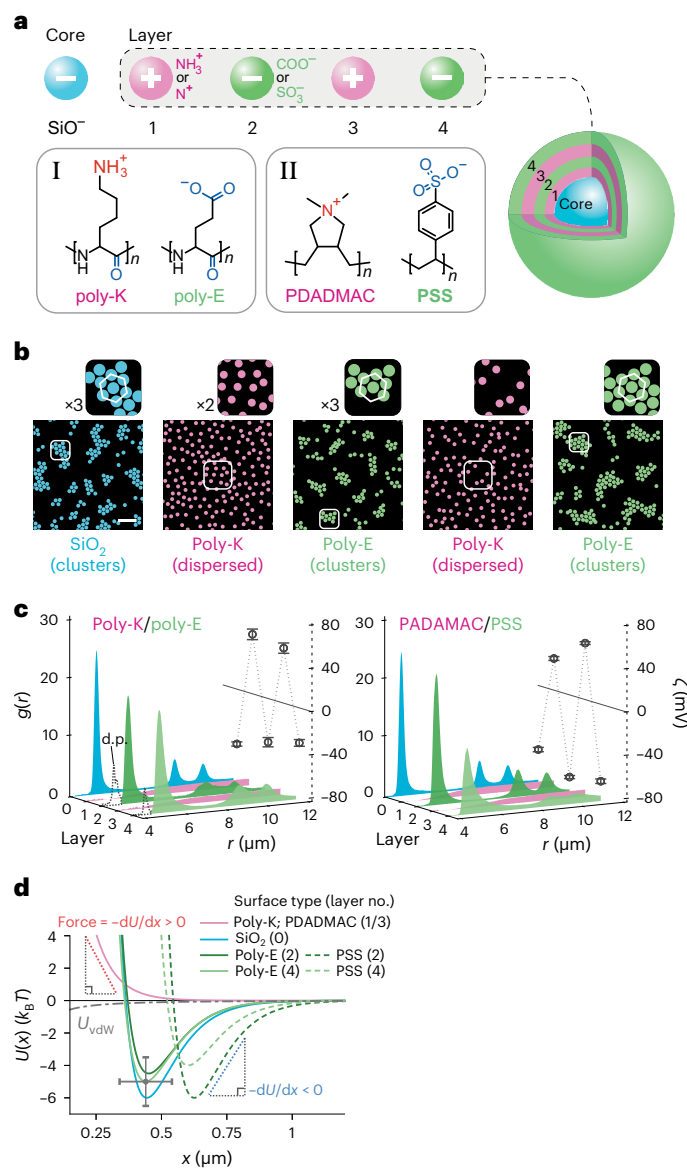 a
Core
Layer
NH3+
or
N+
COO−
or
SO3−
SiO−
1 2 3 4
I
NH3+
−O O
N
H
O
n
N
H
O
n
poly-K poly-E
II
N+
n
O
O S O−
n
PDADMAC PSS
4 3 2 1 Core
b
×3 ×2 ×3
SiO2
(clusters)
Poly-K
(dispersed)
Poly-E
(clusters)
Poly-K
(dispersed)
Poly-E
(clusters)
c
Poly-K/poly-E
30
20
10
0
g(r)
d.p.
0 1 2 3 4
Layer
4 6 8 10 12
r (μm)
80
40
0
−40
−80
PADAMAC/PSS
30
20
10
0
0 1 2 3 4
Layer
4 6 8 10 12
r (μm)
80
40
0
−40
−80
ζ (mV)
d
Surface type (layer no.)
Force = −dU/dx > 0
Poly-K; PDADMAC (1/3)
SiO2 (0)
Poly-E (2) PSS (2)
Poly-E (4) PSS (4)
4
2
0
−2
−4
−6
U(x) (kBT)
UvdW
−dU/dx < 0
0.25 0.5 0.75 1
x (μm)